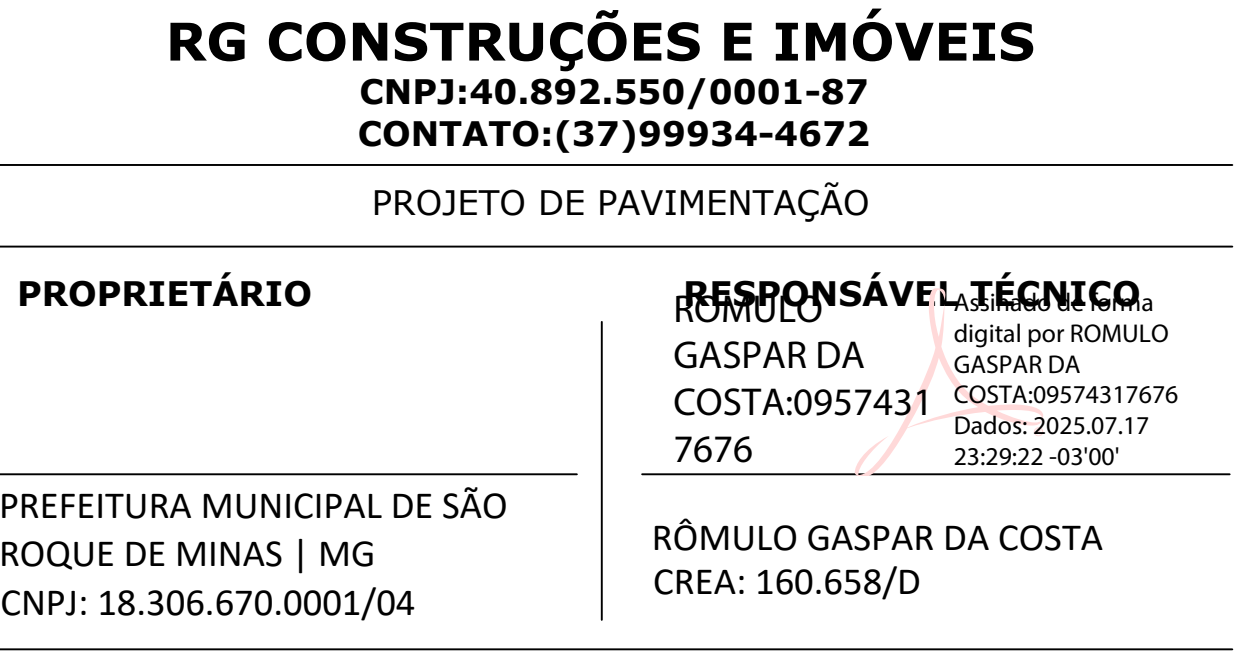 RG CONSTRUÇÕES E IMÓVEIS
CNPJ:40.892.550/0001-87
CONTATO:(37)99934-4672
PROJETO DE PAVIMENTAÇÃO
PROPRIETÁRIO
PREFEITURA MUNICIPAL DE SÃO
ROQUE DE MINAS | MG
CNPJ: 18.306.670.0001/04
RESPONSÁVEL TÉCNICO
ROMULO
GASPAR DA
COSTA:0957431
7676
Assinado de forma
digital por ROMULO
GASPAR DA
COSTA:09574317676
Dados: 2025.07.17
23:29:22 -03'00'
RÔMULO GASPAR DA COSTA
CREA: 160.658/D